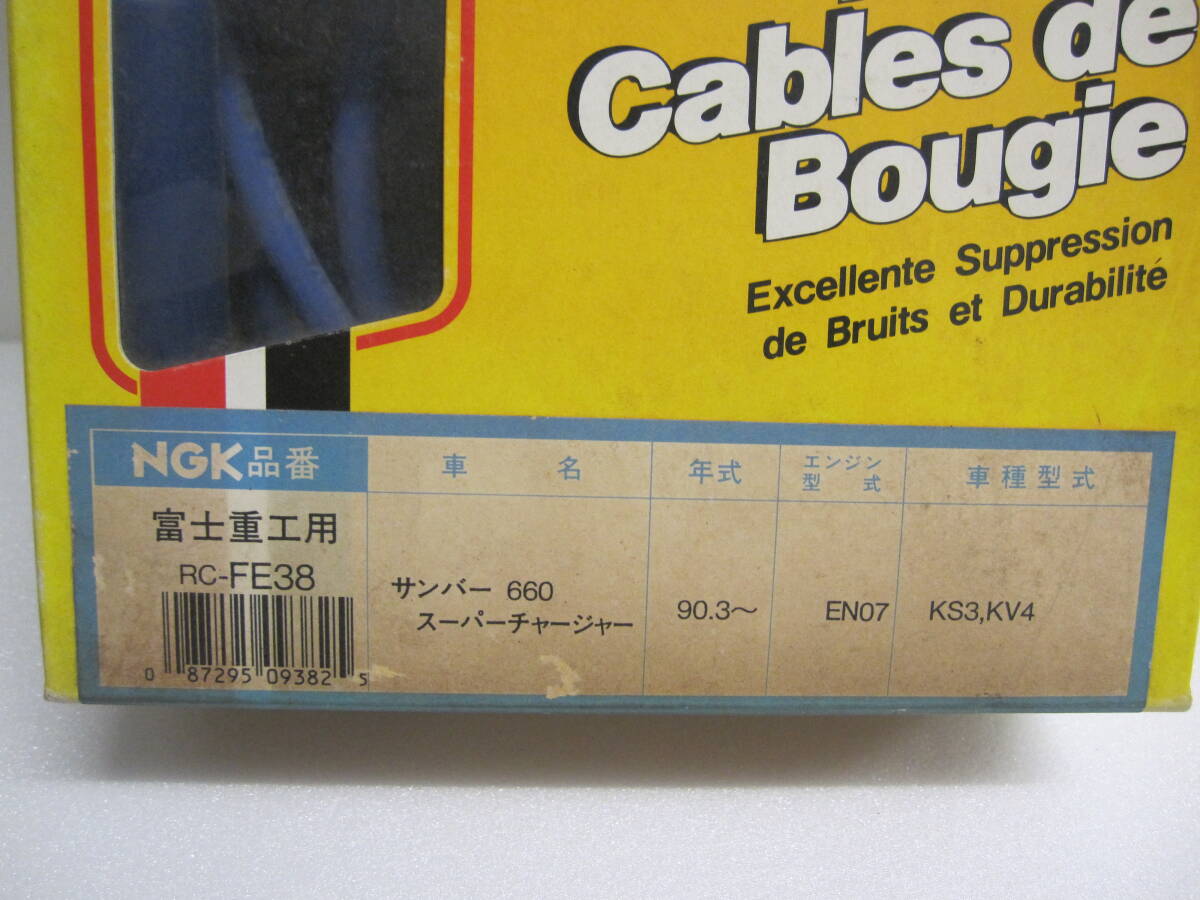 Cables de
Bougie
Excellente Suppression
de Bruits et Durabilité
NGK品番
車名
年式
エンジン
型式
車種型式
富士重工用
RC-FE38
0 87295 09382 5
サンバー 660
スーパーチャージャー
90.3〜
EN07
KS3,KV4